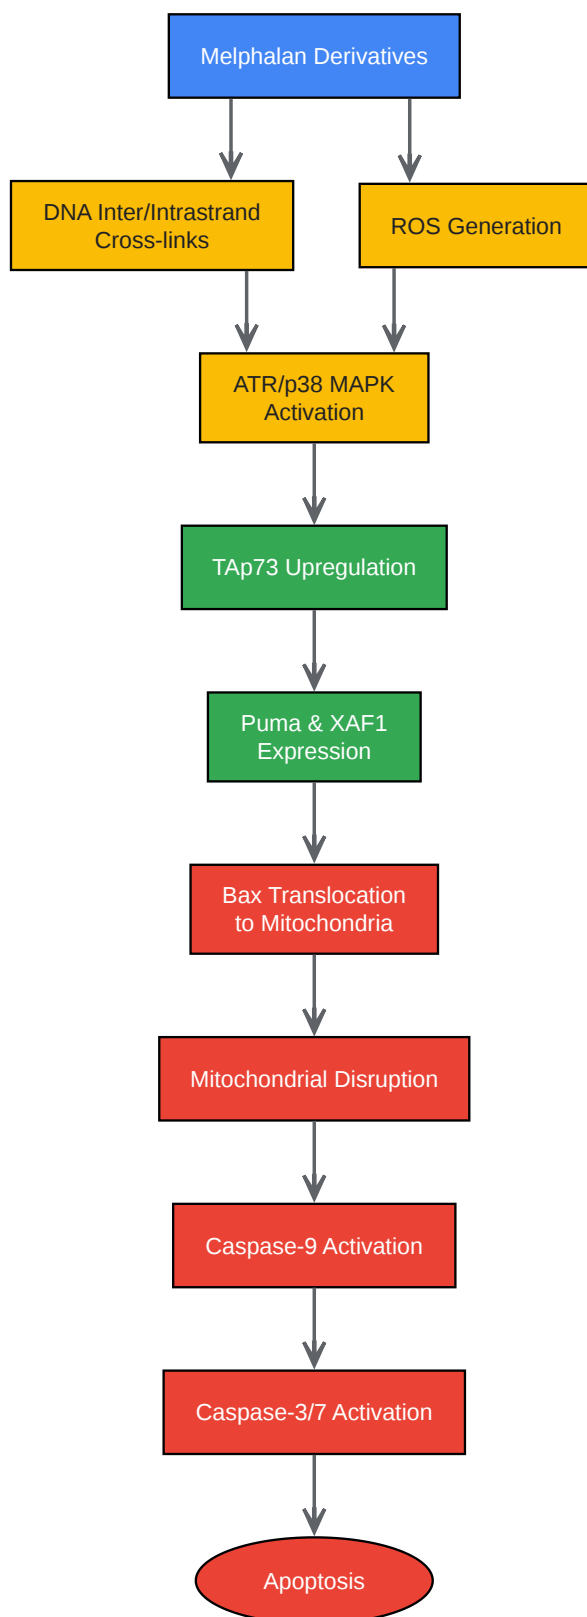 Melphalan Derivatives
DNA Inter/Intrastrand
Cross-links
ROS Generation
ATR/p38 MAPK
Activation
TAp73 Upregulation
Puma & XAF1
Expression
Bax Translocation
to Mitochondria
Mitochondrial Disruption
Caspase-9 Activation
Caspase-3/7 Activation
Apoptosis